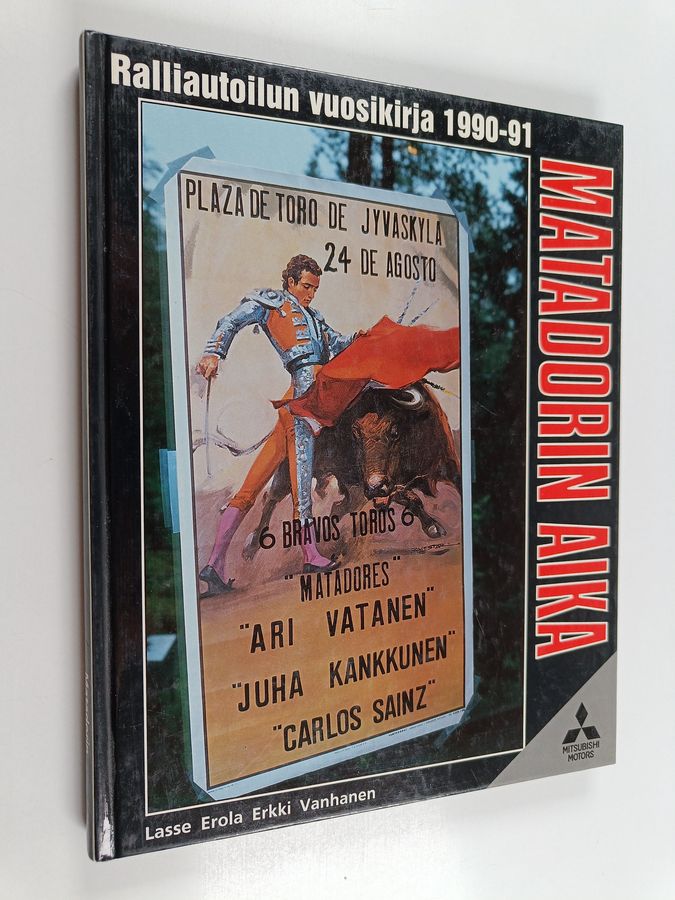 Ralliautoilun vuosikirja 1990-91
MATADORIN AIKA
PLAZA DE TORO DE JYVASKYLA
24 DE AGOSTO
6 BRAVOS TOROS 6
"MATADORES"
"ARI VATANEN"
"JUHA KANKKUNEN"
"CARLOS SAINZ"
MITSUBISHI
MOTORS
Lasse Erola Erkki Vanhanen